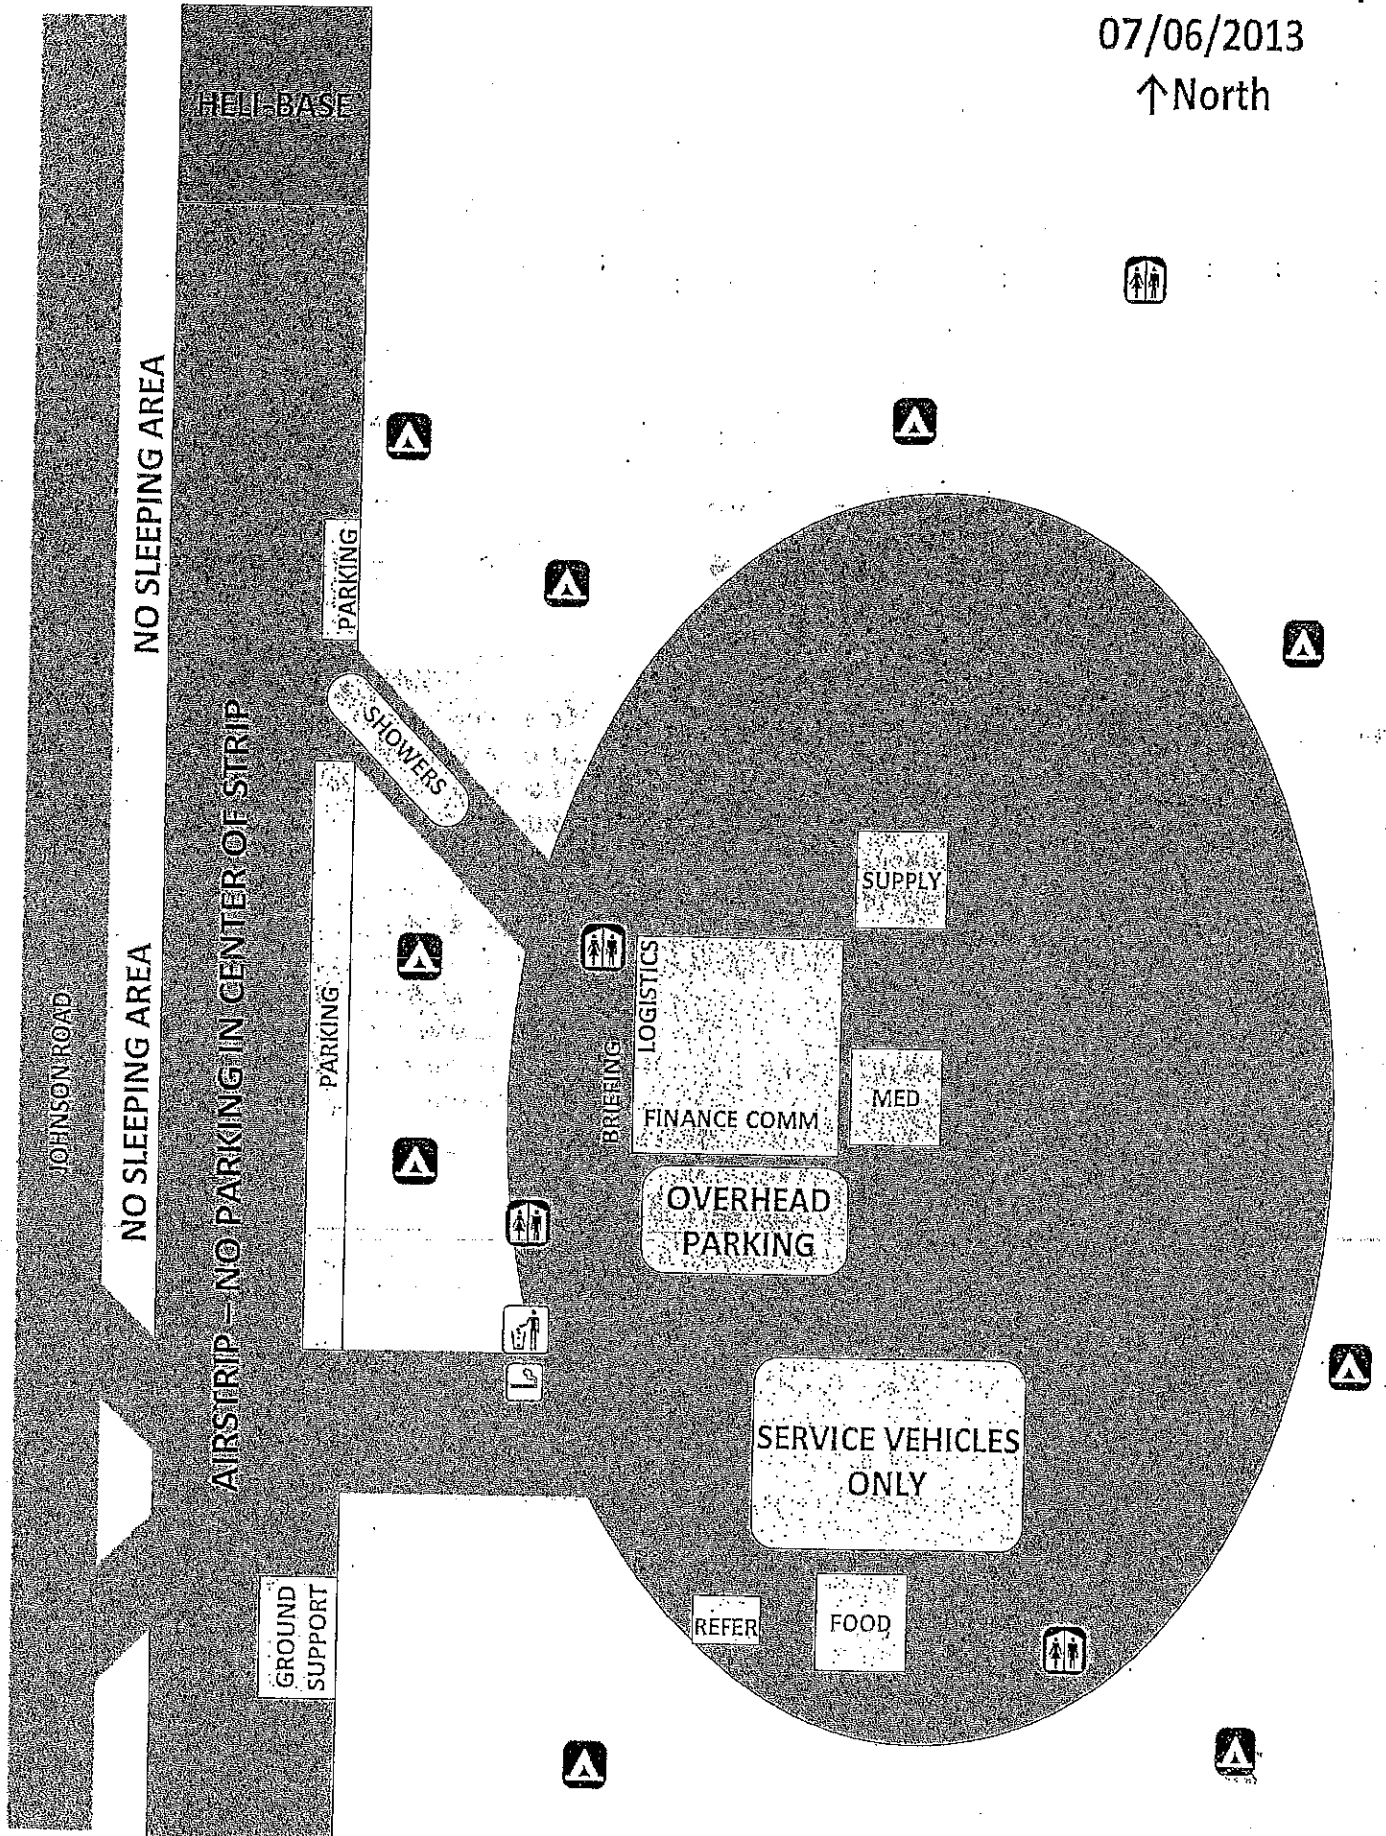 07/06/2013
↑North
HELI-BASE
NO SLEEPING AREA
PARKING
SHOWERS
AIRSTRIP – NO PARKING IN CENTER OF STRIP
SUPPLY
LOGISTICS
NO SLEEPING AREA
JOHNSON ROAD
PARKING
BRIEFING
FINANCE COMM
MED
OVERHEAD
PARKING
SERVICE VEHICLES
ONLY
GROUND
SUPPORT
REFER
FOOD